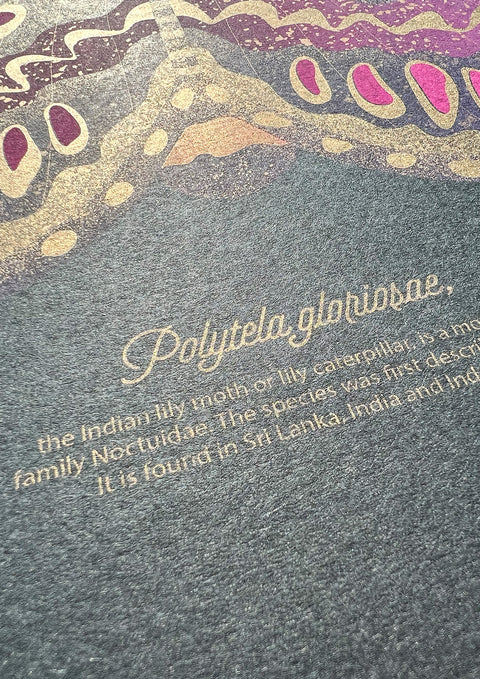 Polytela gloriosae,
the Indian lily moth or lily caterpillar, is a mo
family Noctuidae. The species was first descri
It is found in Sri Lanka, India and Ind